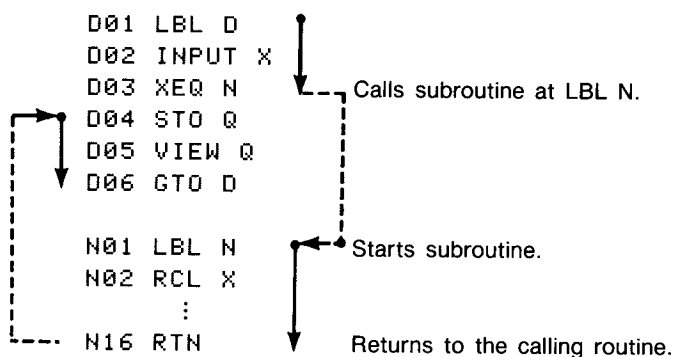 D01 LBL D
D02 INPUT X
D03 XEQ N Calls subroutine at LBL N.
D04 STO Q
D05 VIEW Q
D06 GTO D
N01 LBL N Starts subroutine.
N02 RCL X
⋮
N16 RTN Returns to the calling routine.